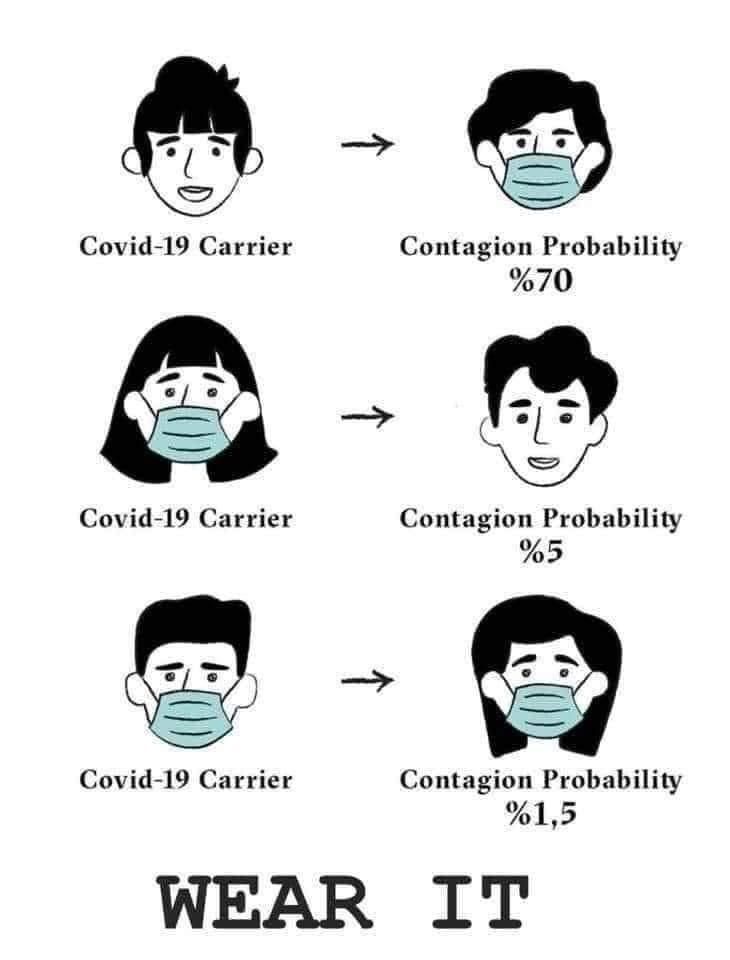 Covid-19 Carrier
Contagion Probability
%70
Covid-19 Carrier
Contagion Probability
%5
Covid-19 Carrier
Contagion Probability
%1,5
WEAR IT